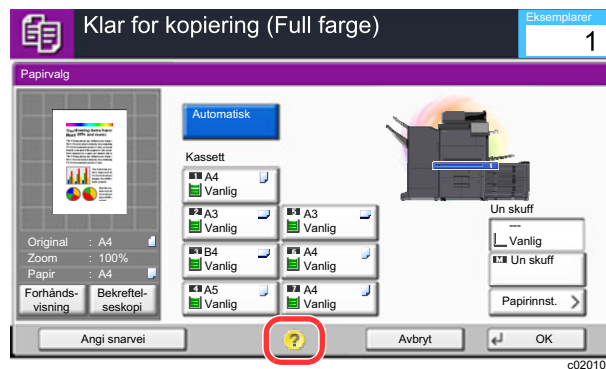 Klar for kopiering (Full farge)
Eksemplarer
1
Papirvalg
Original : A4
Zoom : 100%
Papir : A4
Forhånds-
visning
Bekreftel-
seskopi
Automatisk
Kassett
1 A4
Vanlig
2 A3
Vanlig
3 B4
Vanlig
4 A5
Vanlig
5 A3
Vanlig
6 A4
Vanlig
7 A4
Vanlig
1
Un skuff
----
Vanlig
Un skuff
Papirinnst.
Angi snarvei
?
Avbryt
OK
c02010